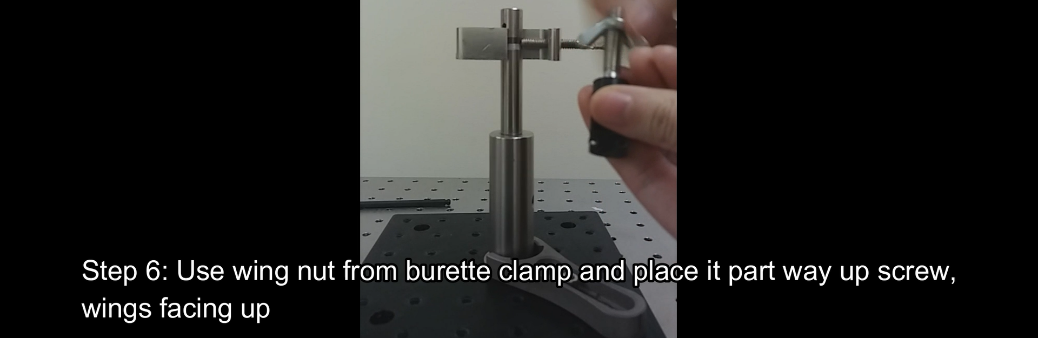 Step 6: Use wing nut from burette clamp and place it part way up screw,
wings facing up